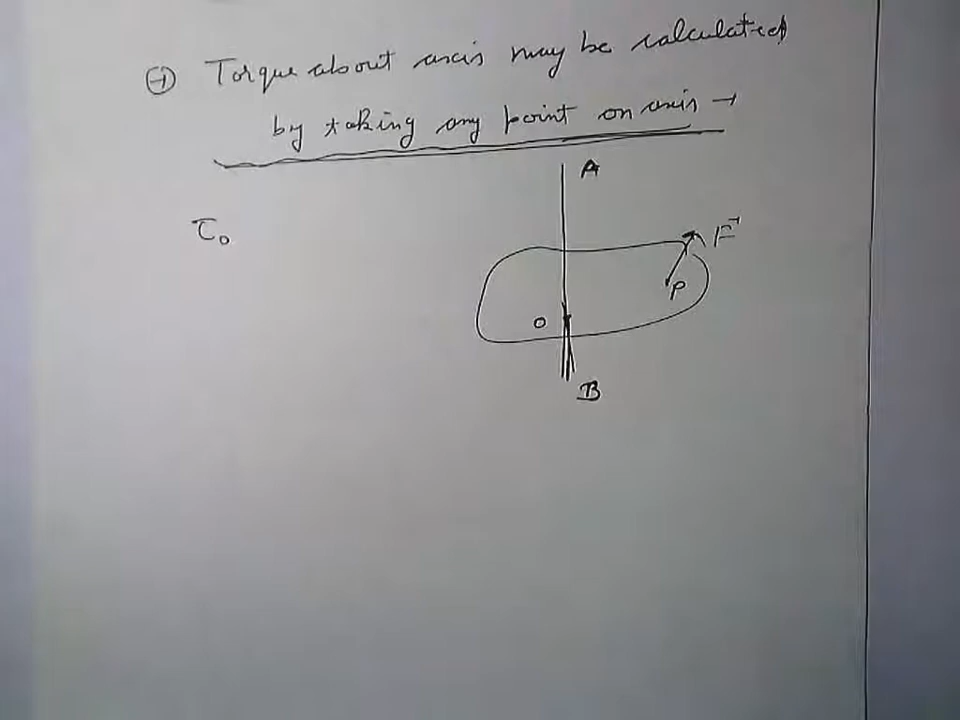 → Torque about axis may be calculated
by taking any point on axis →
A
τ₀
F⃗
P
O
B